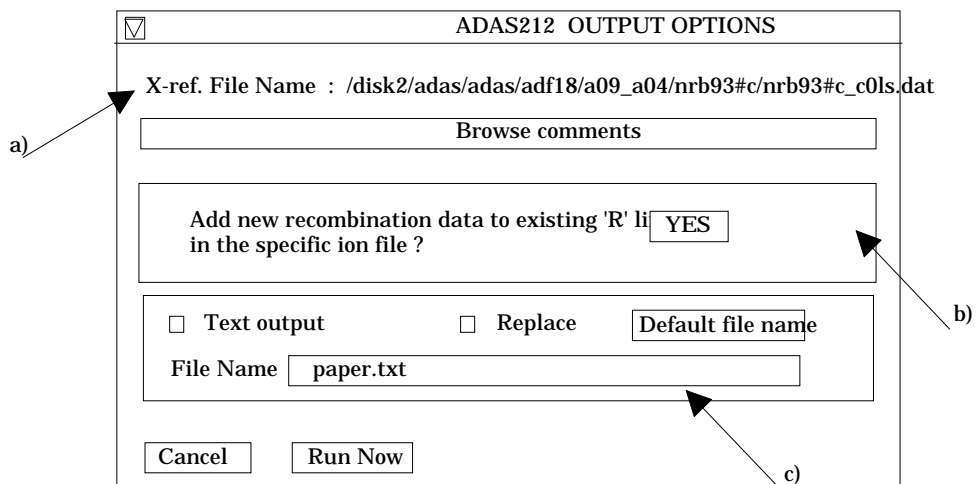 ADAS212 OUTPUT OPTIONS
X-ref. File Name : /disk2/adas/adas/adf18/a09_a04/nrb93#c/nrb93#c_c0ls.dat
a)
Browse comments
Add new recombination data to existing 'R' li
YES
in the specific ion file ?
b)
Text output
Replace
Default file name
File Name
paper.txt
Cancel
Run Now
c)